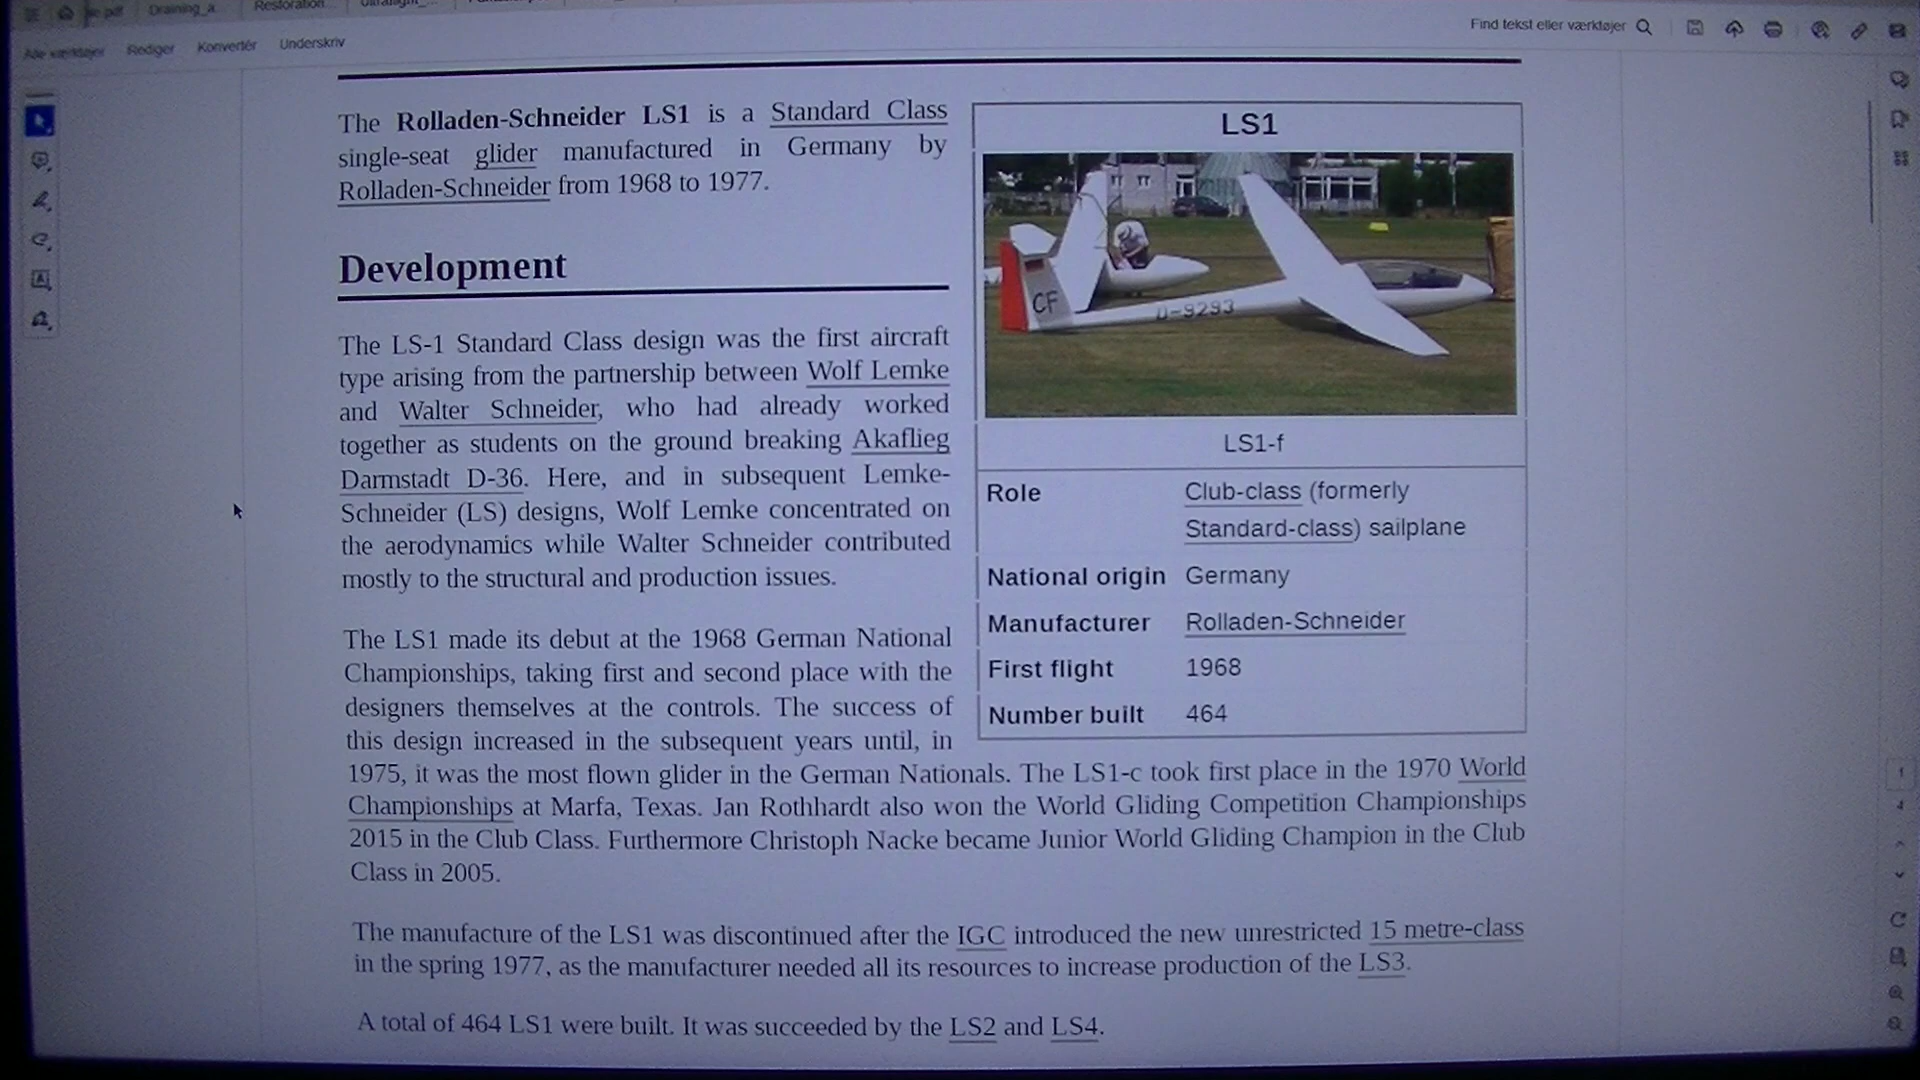 Draining_a...
Restoration...
Find tekst eller værktøjer
Alle værktøjer Rediger Konvertér Underskriv
The Rolladen-Schneider LS1 is a Standard Class
single-seat glider manufactured in Germany by
Rolladen-Schneider from 1968 to 1977.
Development
The LS-1 Standard Class design was the first aircraft
type arising from the partnership between Wolf Lemke
and Walter Schneider, who had already worked
together as students on the ground breaking Akaflieg
Darmstadt D-36. Here, and in subsequent Lemke-
Schneider (LS) designs, Wolf Lemke concentrated on
the aerodynamics while Walter Schneider contributed
mostly to the structural and production issues.
The LS1 made its debut at the 1968 German National
Championships, taking first and second place with the
designers themselves at the controls. The success of
this design increased in the subsequent years until, in
1975, it was the most flown glider in the German Nationals. The LS1-c took first place in the 1970 World
Championships at Marfa, Texas. Jan Rothhardt also won the World Gliding Competition Championships
2015 in the Club Class. Furthermore Christoph Nacke became Junior World Gliding Champion in the Club
Class in 2005.
The manufacture of the LS1 was discontinued after the IGC introduced the new unrestricted 15 metre-class
in the spring 1977, as the manufacturer needed all its resources to increase production of the LS3.
A total of 464 LS1 were built. It was succeeded by the LS2 and LS4.
LS1
CF
D-9293
LS1-f
Role Club-class (formerly
Standard-class) sailplane
National origin Germany
Manufacturer Rolladen-Schneider
First flight 1968
Number built 464
1
4